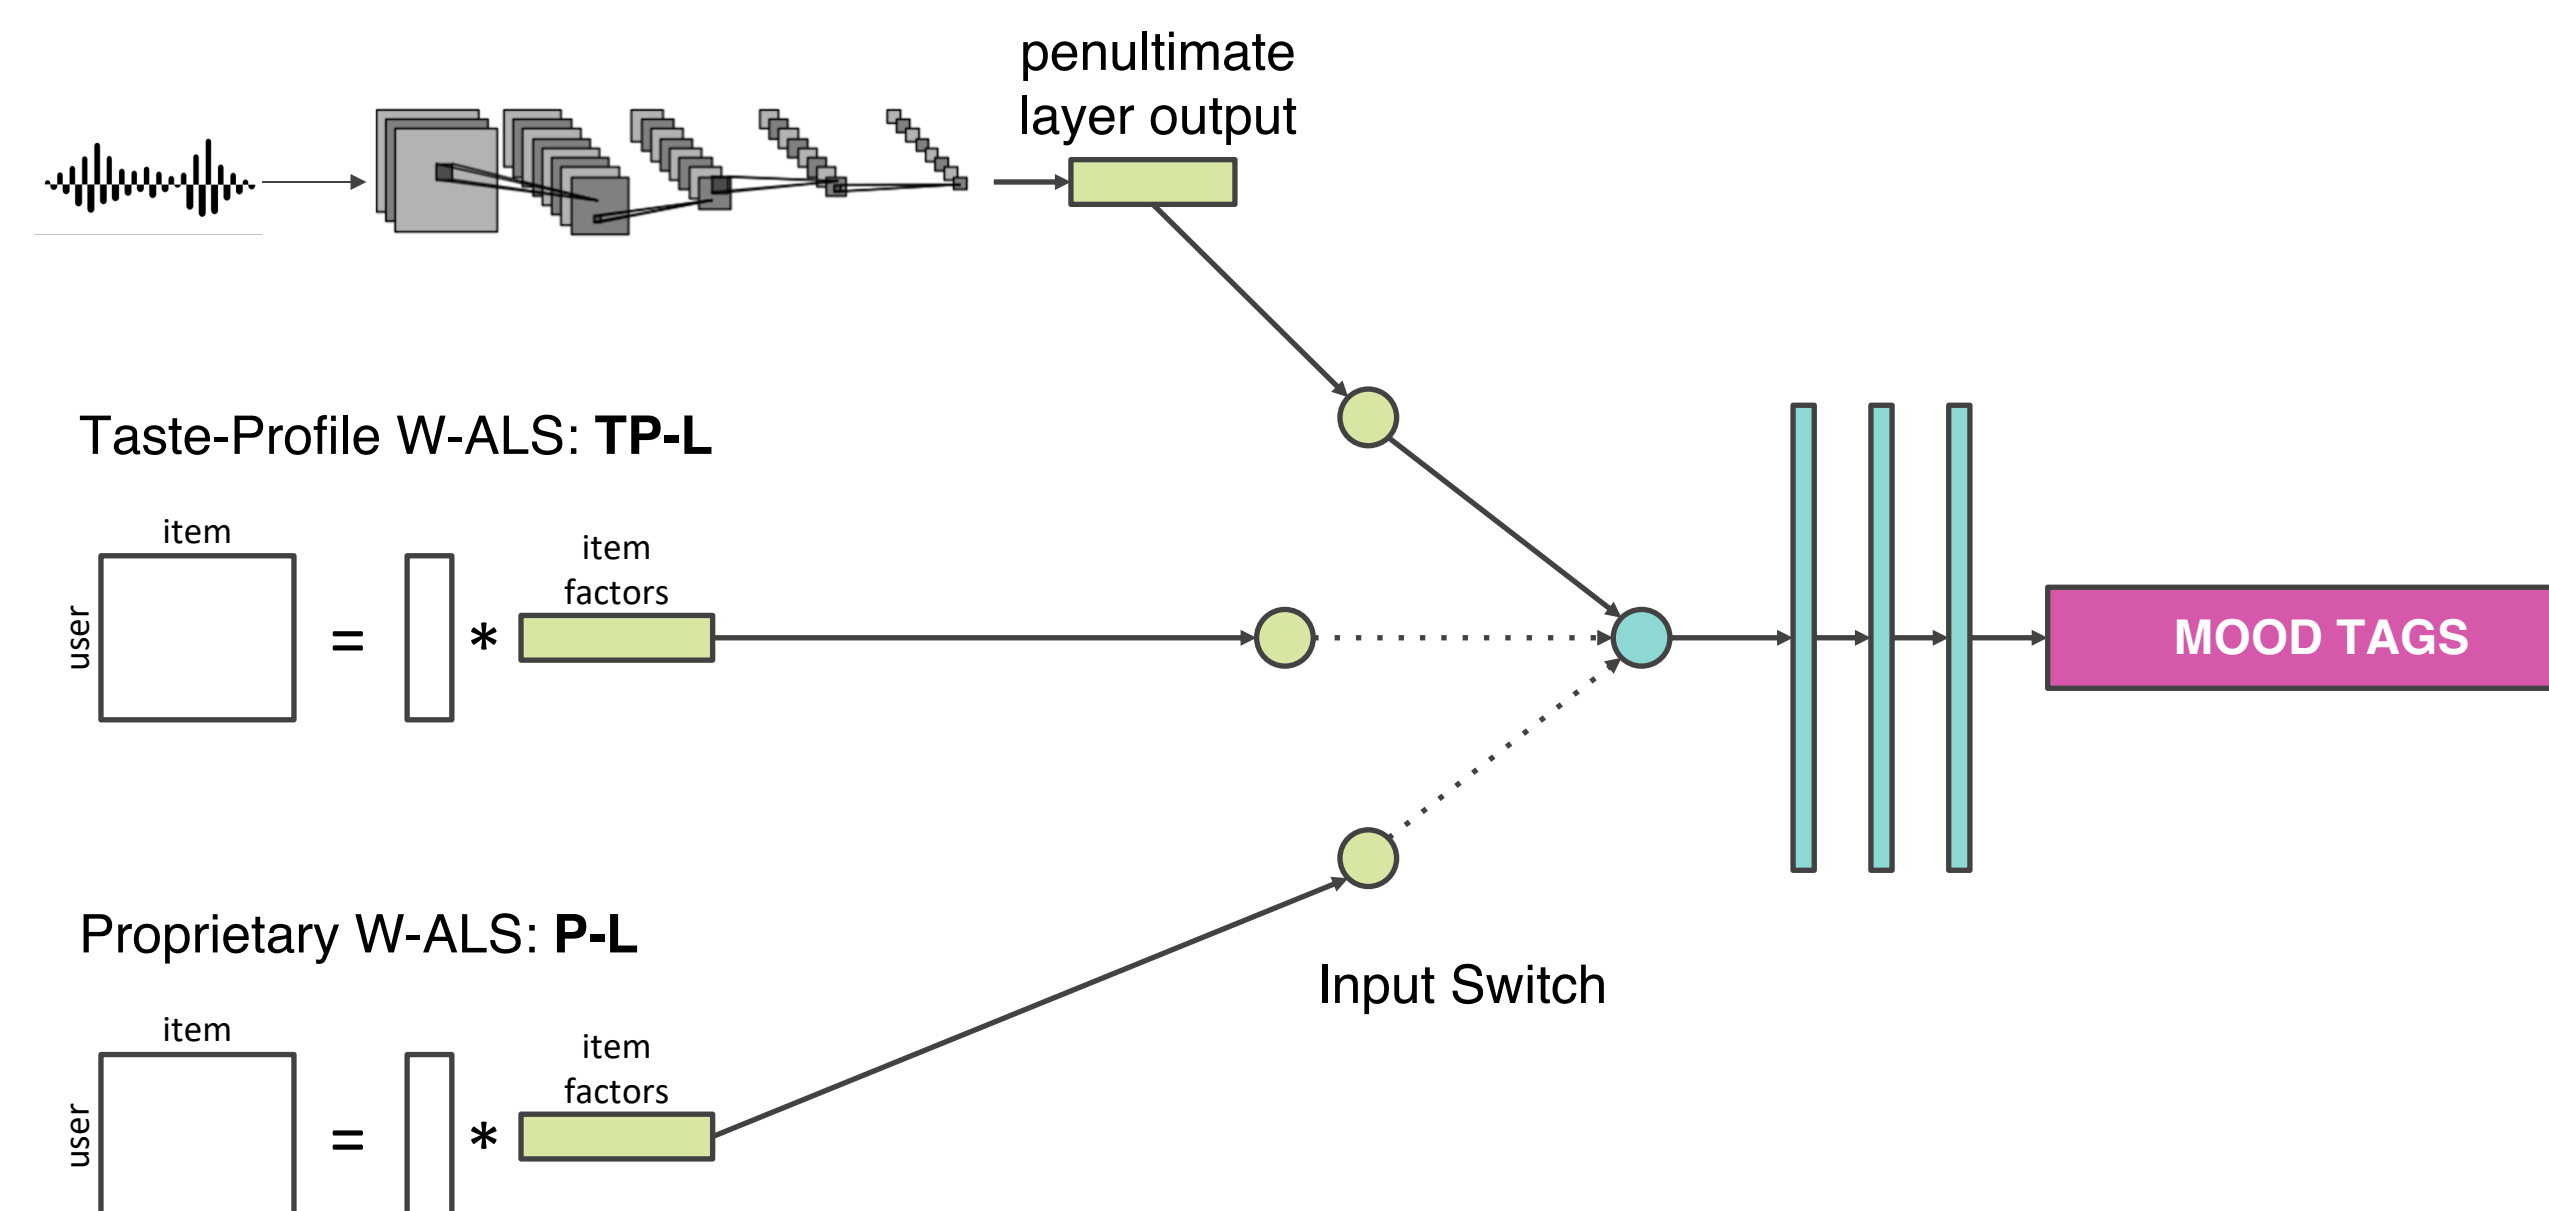 penultimate
layer output
Taste-Profile W-ALS: TP-L
item
user
=
*
item
factors
MOOD TAGS
Proprietary W-ALS: P-L
Input Switch
item
user
=
*
item
factors